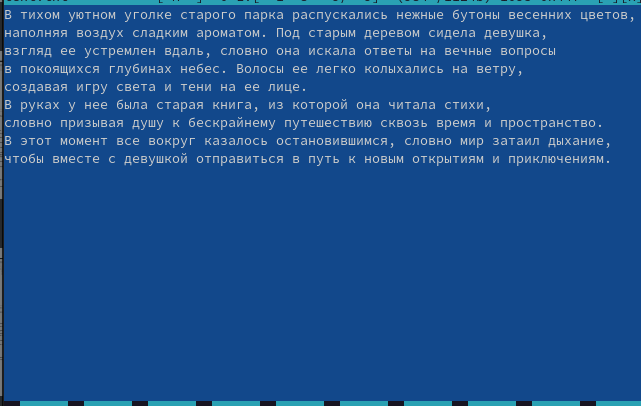 В тихом уютном уголке старого парка распускались нежные бутоны весенних цветов,
наполняя воздух сладким ароматом. Под старым деревом сидела девушка,
взгляд ее устремлен вдаль, словно она искала ответы на вечные вопросы
в покоящихся глубинах небес. Волосы ее легко колыхались на ветру,
создавая игру света и тени на ее лице.
В руках у нее была старая книга, из которой она читала стихи,
словно призывая душу к бескрайнему путешествию сквозь время и пространство.
В этот момент все вокруг казалось остановившимся, словно мир затаил дыхание,
чтобы вместе с девушкой отправиться в путь к новым открытиям и приключениям.